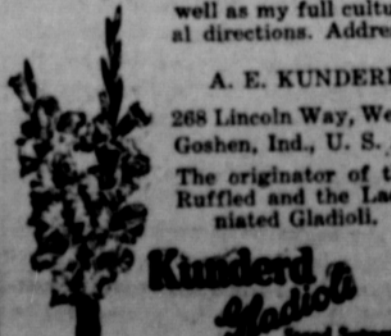 well as my full cultu
al directions. Addre
A. E. KUNDER
268 Lincoln Way, We
Goshen, Ind., U. S.
The originator of t
Ruffled and the La
niated Gladioli.
Kunderd
Gladioli